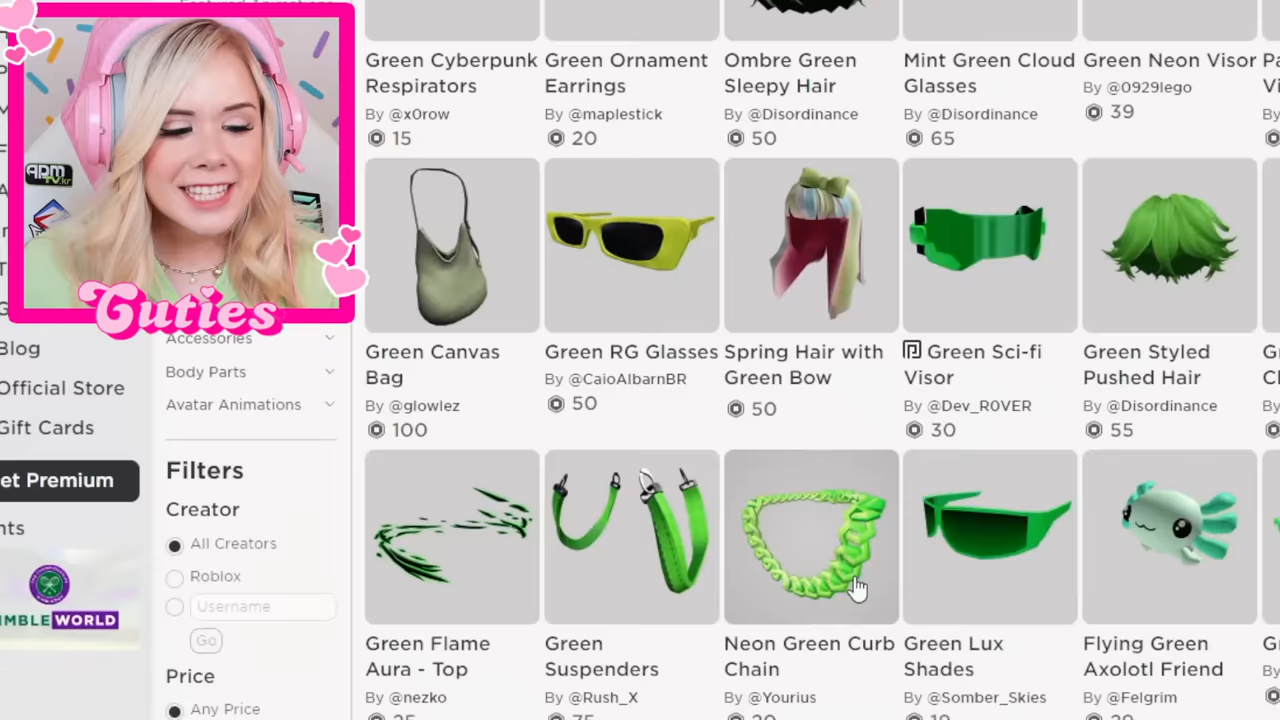 Featured Animations
Green Cyberpunk
Respirators
By @x0row
15
Green Ornament
Earrings
By @maplestick
20
Ombre Green
Sleepy Hair
By @Disordinance
50
Mint Green Cloud
Glasses
By @Disordinance
65
Green Neon Visor
By @0929lego
39
APM
Cuties
Blog
Official Store
Gift Cards
et Premium
nts
MBLEWORLD
Accessories
Body Parts
Avatar Animations
Filters
Creator
All Creators
Roblox
Username
Go
Price
Any Price
Green Canvas
Bag
By @glowlez
100
Green RG Glasses
By @CaioAlbarnBR
50
Spring Hair with
Green Bow
50
Green Sci-fi
Visor
By @Dev_R0VER
30
Green Styled
Pushed Hair
By @Disordinance
55
Green Flame
Aura - Top
By @nezko
Green
Suspenders
By @Rush_X
Neon Green Curb
Chain
By @Yourius
Green Lux
Shades
By @Somber_Skies
Flying Green
Axolotl Friend
By @Felgrim